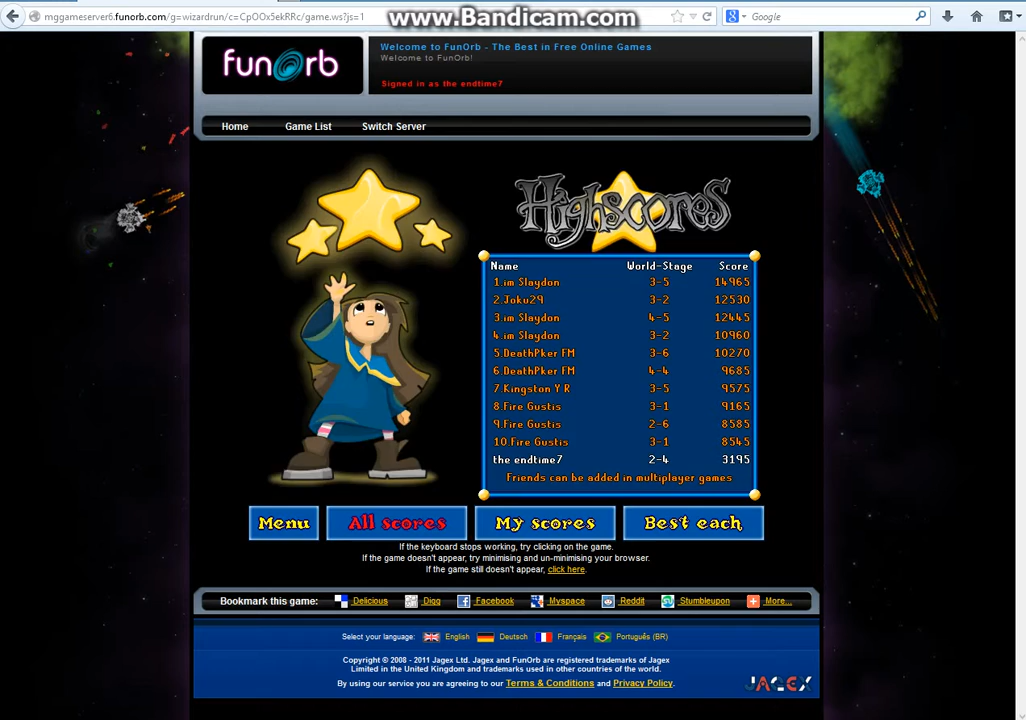 mggameserver6.funorb.com/g=wizardrun/c=CpOOx5ekRRc/game.ws?js=1
www.Bandicam.com
Google
funorb
Welcome to FunOrb - The Best in Free Online Games
Welcome to FunOrb!
Signed in as the endtime7
Home Game List Switch Server
Highscores
Name World-Stage Score
1.im Slaydon 3-5 14965
2.Joku29 3-2 12530
3.im Slaydon 4-5 12445
4.im Slaydon 3-2 10960
5.DeathPker FM 3-6 10270
6.DeathPker FM 4-4 9685
7.Kingston Y R 3-5 9575
8.Fire Gustis 3-1 9165
9.Fire Gustis 2-6 8585
10.Fire Gustis 3-1 8545
the endtime7 2-4 3195
Friends can be added in multiplayer games
Menu All scores My scores Best each
If the keyboard stops working, try clicking on the game.
If the game doesn't appear, try minimising and un-minimising your browser.
If the game still doesn't appear, click here.
Bookmark this game: Delicious Digg Facebook Myspace Reddit Stumbleupon More...
Select your language: English Deutsch Français Português (BR)
Copyright © 2008 - 2011 Jagex Ltd. Jagex and FunOrb are registered trademarks of Jagex
Limited in the United Kingdom and trademarks used in other countries of the world.
By using our service you are agreeing to our Terms & Conditions and Privacy Policy.
JAGEX